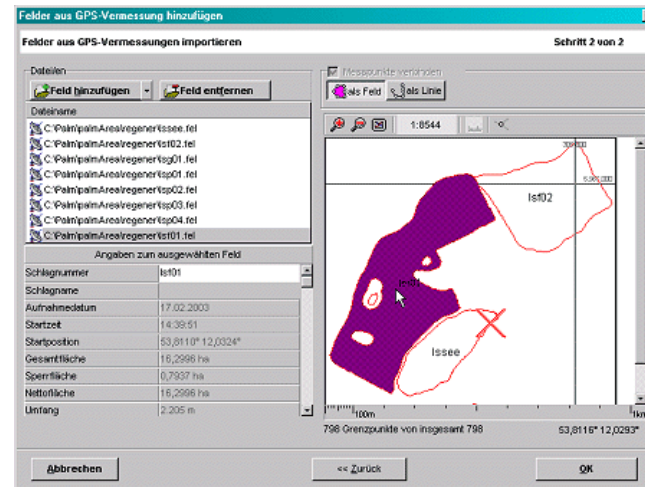 Felder aus GPS-Vermessung hinzufügen
Felder aus GPS-Vermessungen importieren
Schritt 2 von 2
Dateien
Feld hinzufügen
Feld entfernen
Dateiname
C:\Palm\palmArea\regener\lssee.fel
C:\Palm\palmArea\regener\lsf02.fel
C:\Palm\palmArea\regener\lsg01.fel
C:\Palm\palmArea\regener\lsp01.fel
C:\Palm\palmArea\regener\lsp02.fel
C:\Palm\palmArea\regener\lsp03.fel
C:\Palm\palmArea\regener\lsp04.fel
C:\Palm\palmArea\regener\lsf01.fel
Angaben zum ausgewählten Feld
Schlagnummer lsf01
Schlagname
Aufnahmedatum 17.02.2003
Startzeit 14:39:51
Startposition 53,8110° 12,0324°
Gesamtfläche 16,2996 ha
Sperrfläche 0,7937 ha
Nettofläche 16,2996 ha
Umfang 2.205 m
Messpunkte verbinden
als Feld
als Linie
1:8544
lsf02
lsf01
lssee
100m
1km
798 Grenzpunkte von insgesamt 798
53,8116° 12,0293°
Abbrechen
<< Zurück
OK